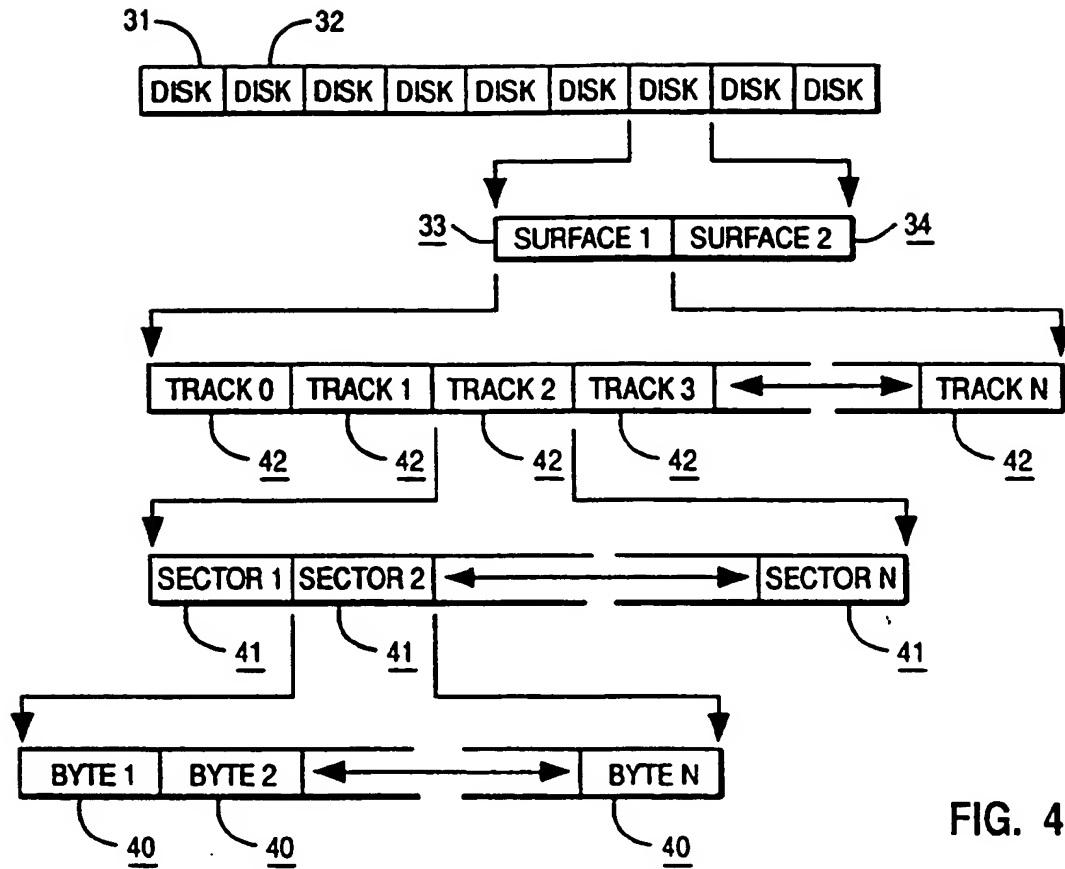 31 32
DISK DISK DISK DISK DISK DISK DISK DISK DISK
33 SURFACE 1 SURFACE 2 34
TRACK 0 TRACK 1 TRACK 2 TRACK 3 TRACK N
42 42 42 42 42
SECTOR 1 SECTOR 2 SECTOR N
41 41 41
BYTE 1 BYTE 2 BYTE N
40 40 40
FIG. 4